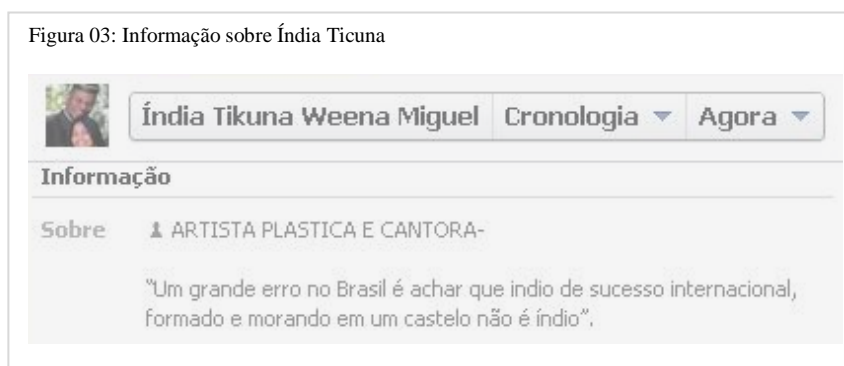 Figura 03: Informação sobre Índia Ticuna
Índia Tikuna Weena Miguel Cronologia Agora
Informação
Sobre ARTISTA PLASTICA E CANTORA-
"Um grande erro no Brasil é achar que indio de sucesso internacional,
formado e morando em um castelo não é índio".